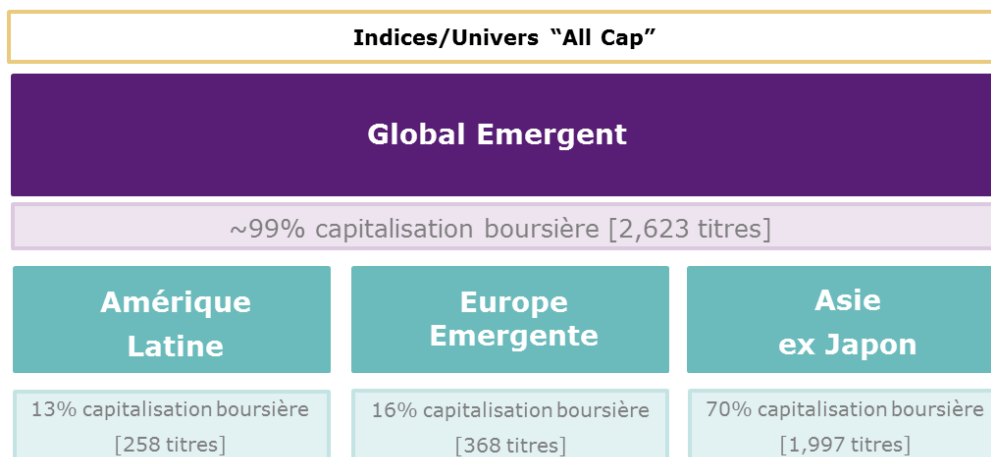 Indices/Univers “All Cap”
Global Emergent
~99% capitalisation boursière [2,623 titres]
Amérique
Latine
Europe
Emergente
Asie
ex Japon
13% capitalisation boursière
[258 titres]
16% capitalisation boursière
[368 titres]
70% capitalisation boursière
[1,997 titres]